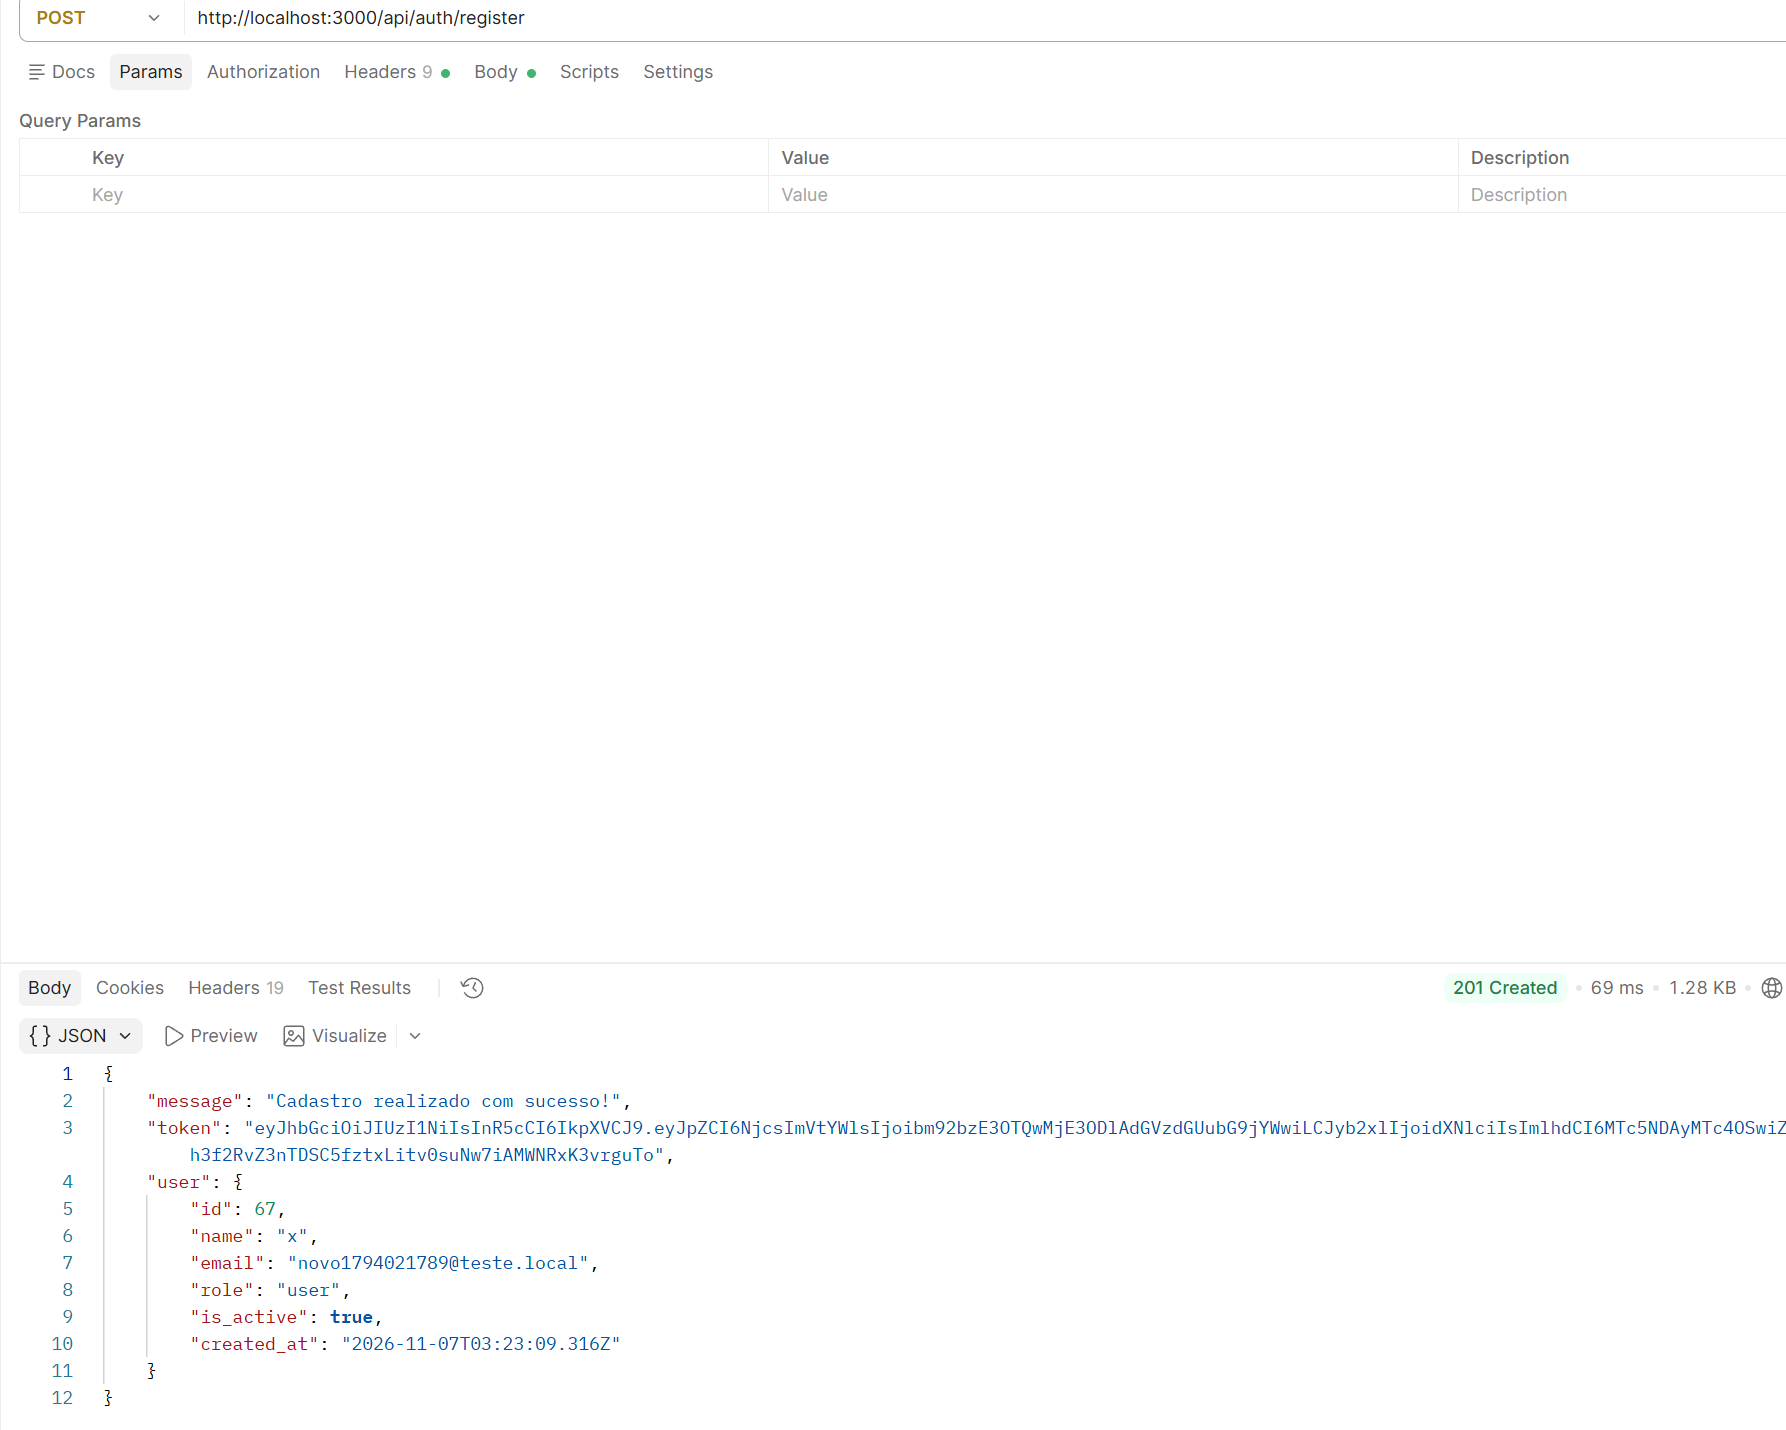 POST http://localhost:3000/api/auth/register
Docs Params Authorization Headers 9 Body Scripts Settings
Query Params
Key Value Description
Key Value Description
Body Cookies Headers 19 Test Results 201 Created • 69 ms • 1.28 KB •
{} JSON Preview Visualize
1 {
2 "message": "Cadastro realizado com sucesso!",
3 "token": "eyJhbGciOiJIUzI1NiIsInR5cCI6IkpXVCJ9.eyJpZCI6NjcsImVtYWlsIjoibm92bzE3OTQwMjE3ODlAdGVzdGUubG9jYWwiLCJyb2xlIjoidXNlciIsImlhdCI6MTc5NDAyMTc4OSwiZ
h3f2RvZ3nTDSC5fztxLitv0suNw7iAMWNRxK3vrguTo",
4 "user": {
5 "id": 67,
6 "name": "x",
7 "email": "novo1794021789@teste.local",
8 "role": "user",
9 "is_active": true,
10 "created_at": "2026-11-07T03:23:09.316Z"
11 }
12 }